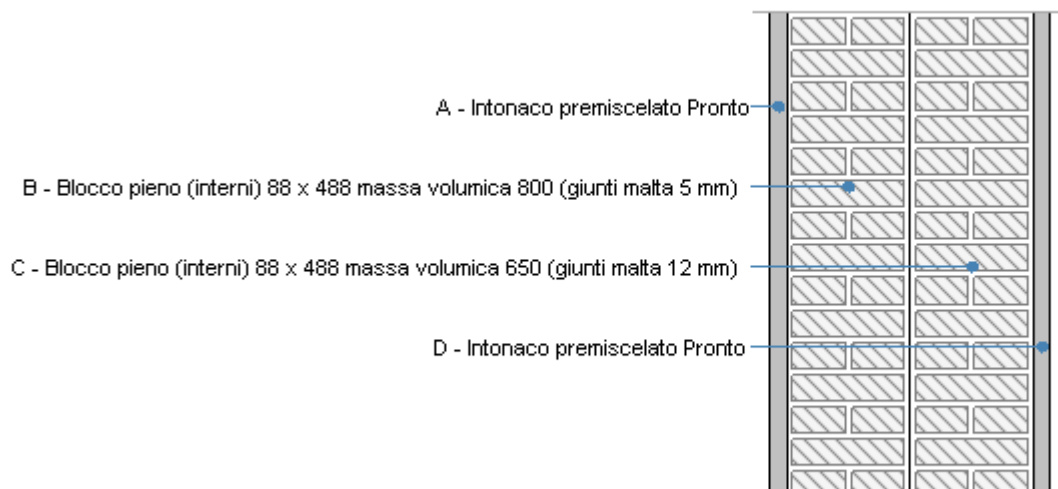 A - Intonaco premiscelato Pronto
B - Blocco pieno (interni) 88 x 488 massa volumica 800 (giunti malta 5 mm)
C - Blocco pieno (interni) 88 x 488 massa volumica 650 (giunti malta 12 mm)
D - Intonaco premiscelato Pronto